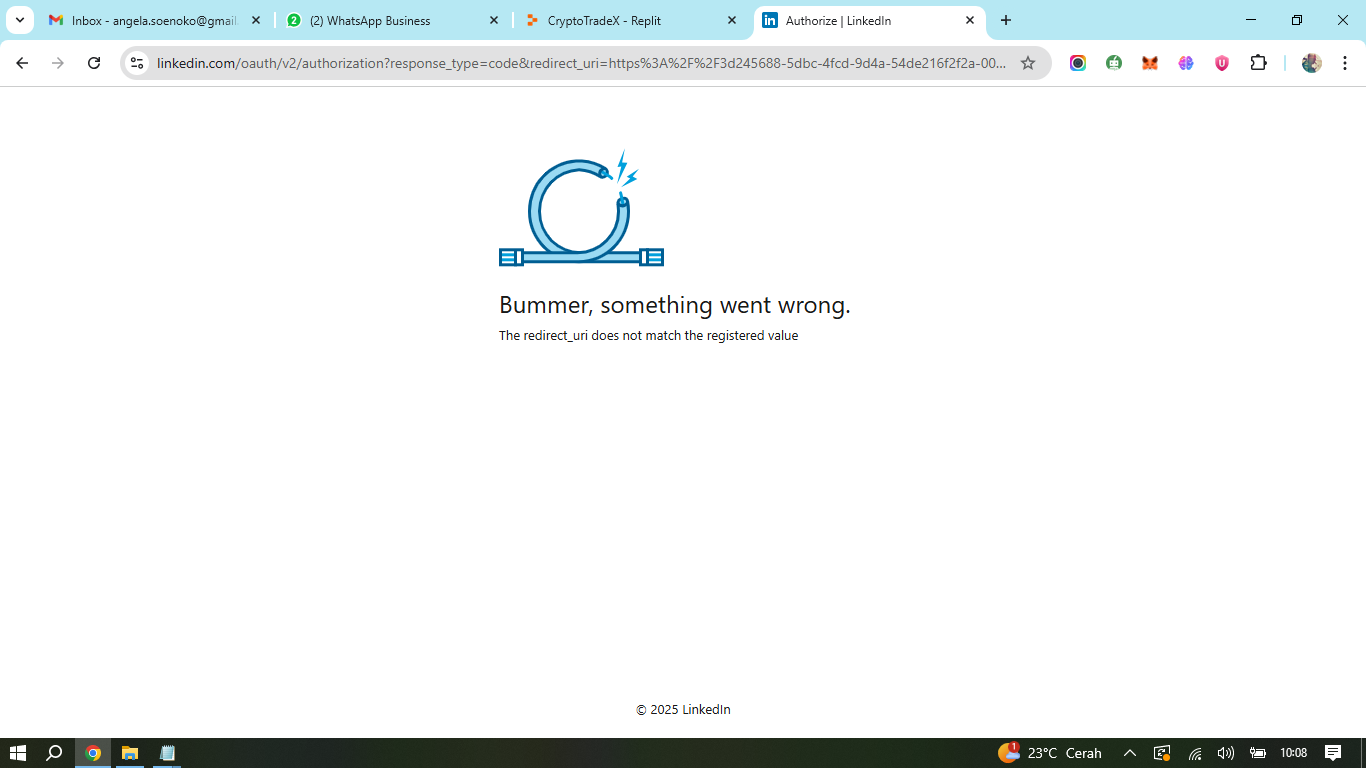 Inbox - angela.soenoko@gmail.
(2) WhatsApp Business
CryptoTradeX - Replit
Authorize | LinkedIn
linkedin.com/oauth/v2/authorization?response_type=code&redirect_uri=https%3A%2F%2F3d245688-5dbc-4fcd-9d4a-54de216f2f2a-00...
Bummer, something went wrong.
The redirect_uri does not match the registered value
© 2025 LinkedIn
1
23°C Cerah
10:08